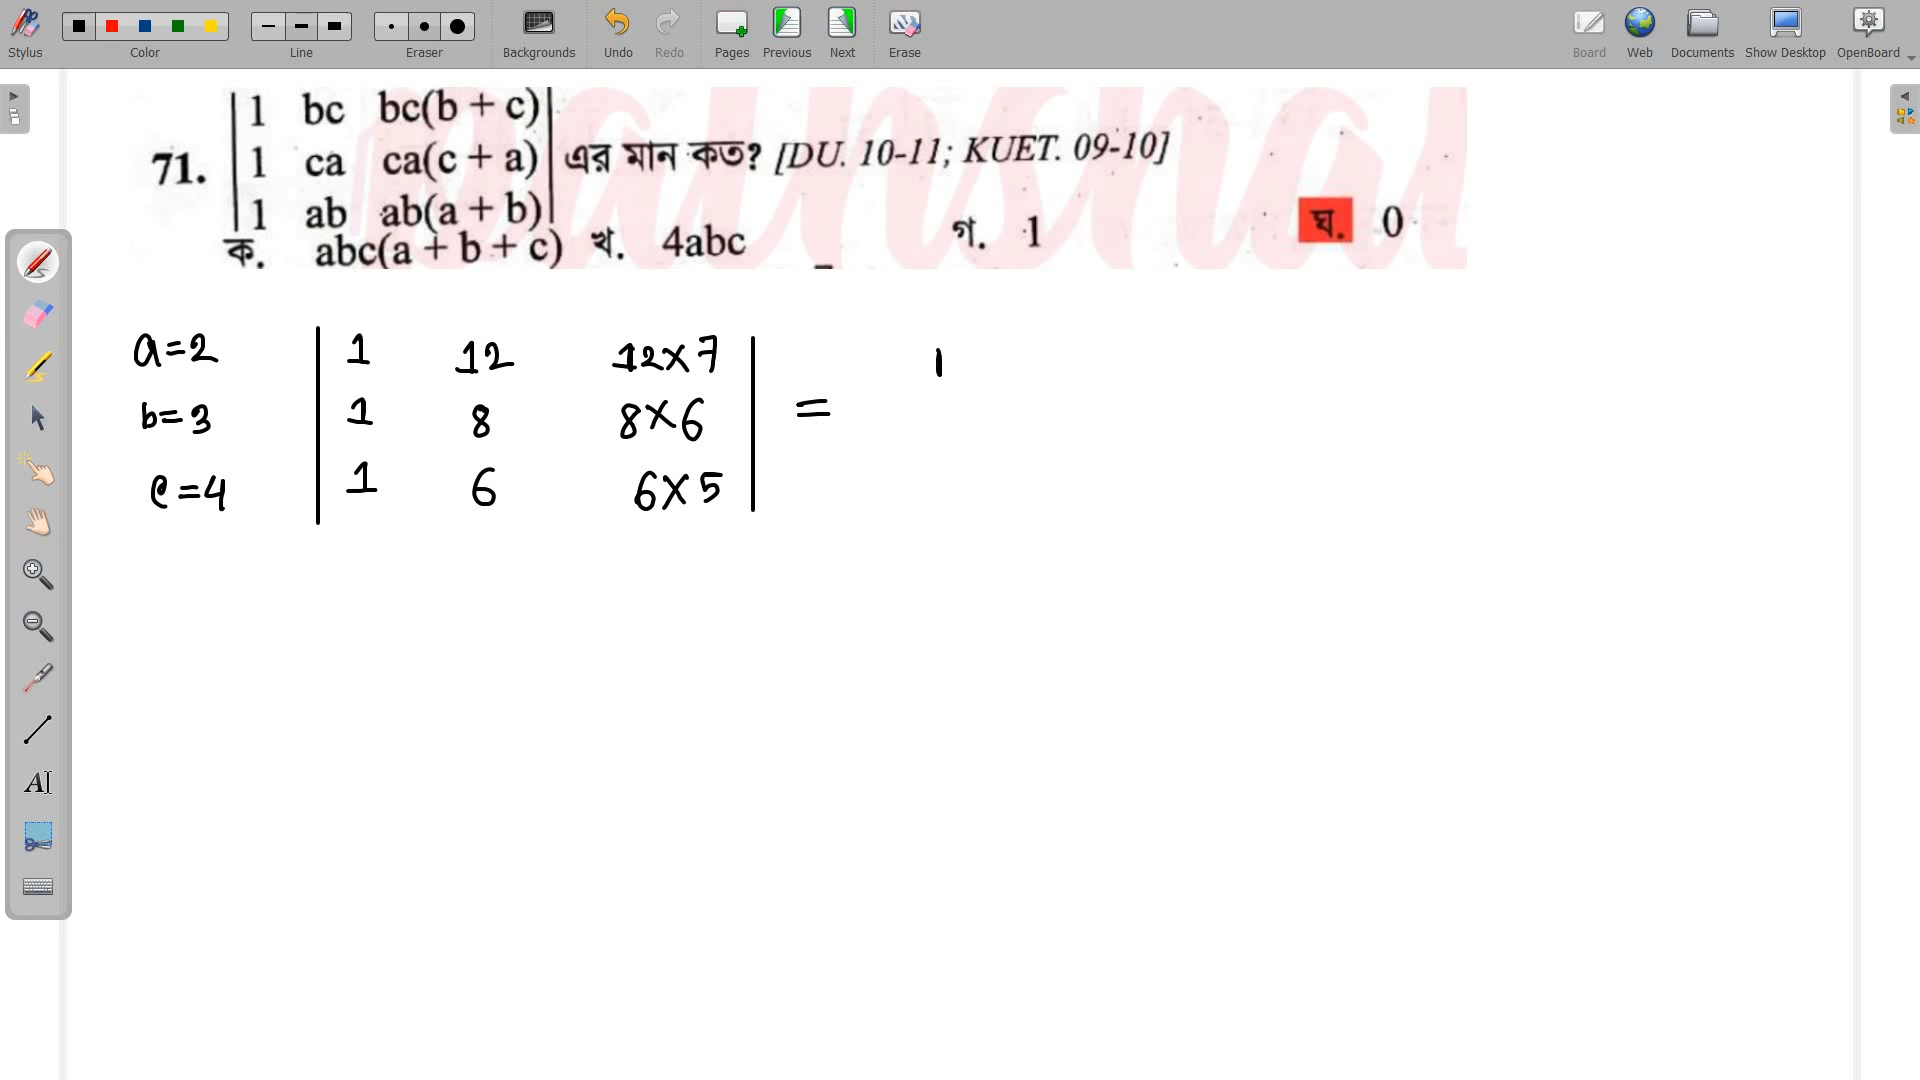 Stylus Color Line Eraser Backgrounds Undo Redo Pages Previous Next Erase Board Web Documents Show Desktop OpenBoard
71. | 1 bc bc(b + c) |
| 1 ca ca(c + a) | এর মান কত? [DU. 10-11; KUET. 09-10]
| 1 ab ab(a + b) |
ক. abc(a + b + c) খ. 4abc গ. 1 ঘ. 0
a=2 | 1 12 12×7 |
b=3 | 1 8 8×6 | =
c=4 | 1 6 6×5 |